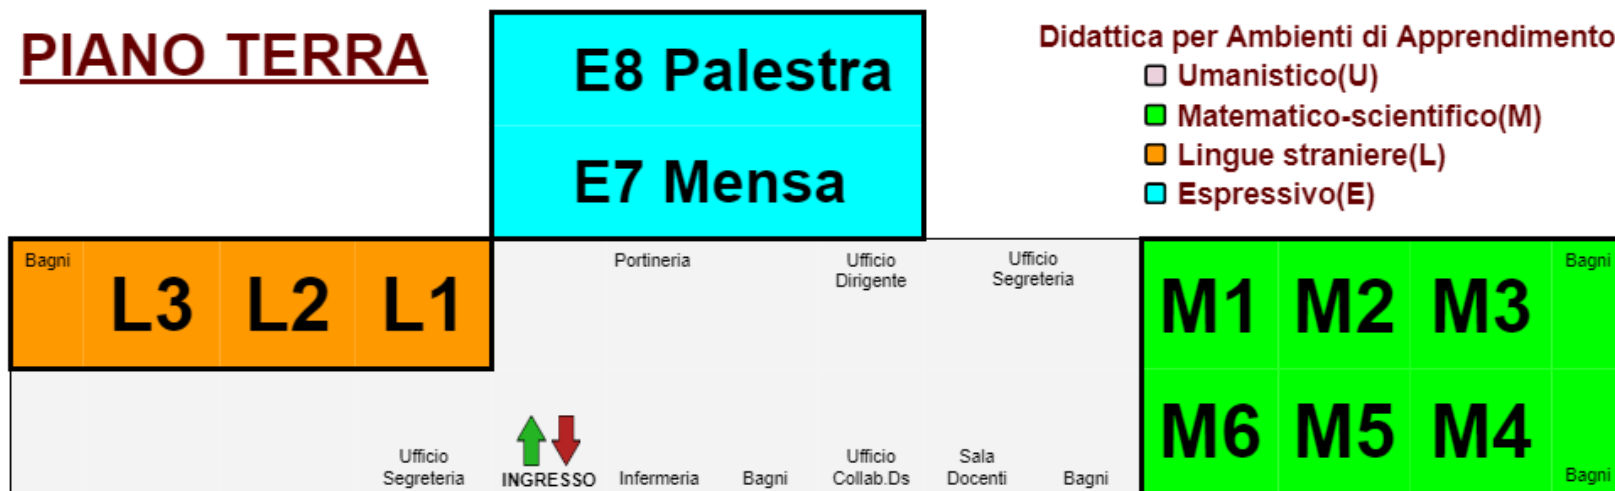 PIANO TERRA
E8 Palestra
E7 Mensa
Didattica per Ambienti di Apprendimento
Umanistico(U)
Matematico-scientifico(M)
Lingue straniere(L)
Espressivo(E)
Bagni
L3 L2 L1
Portineria
Ufficio
Dirigente
Ufficio
Segreteria
M1 M2 M3
Bagni
Ufficio
Segreteria
INGRESSO
Infermeria
Bagni
Ufficio
Collab.Ds
Sala
Docenti
Bagni
M6 M5 M4
Bagni